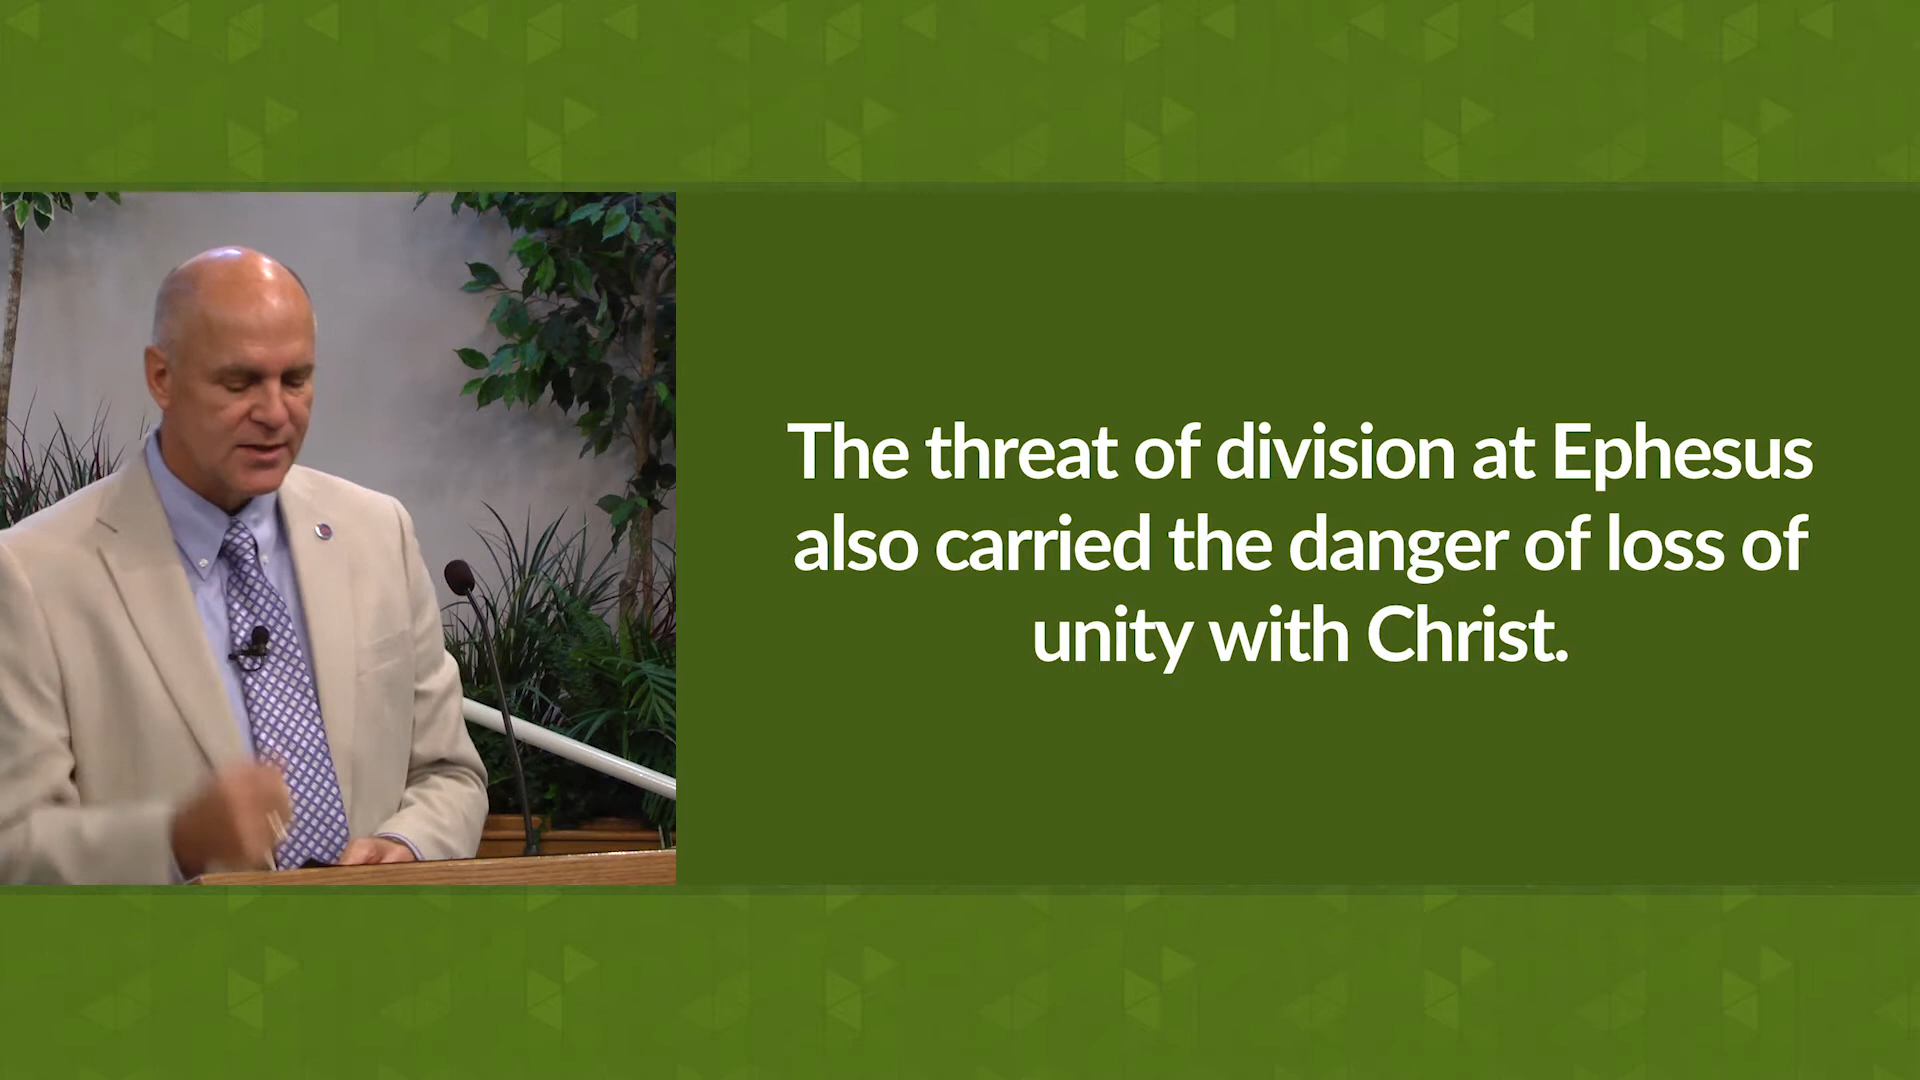 The threat of division at Ephesus
also carried the danger of loss of
unity with Christ.